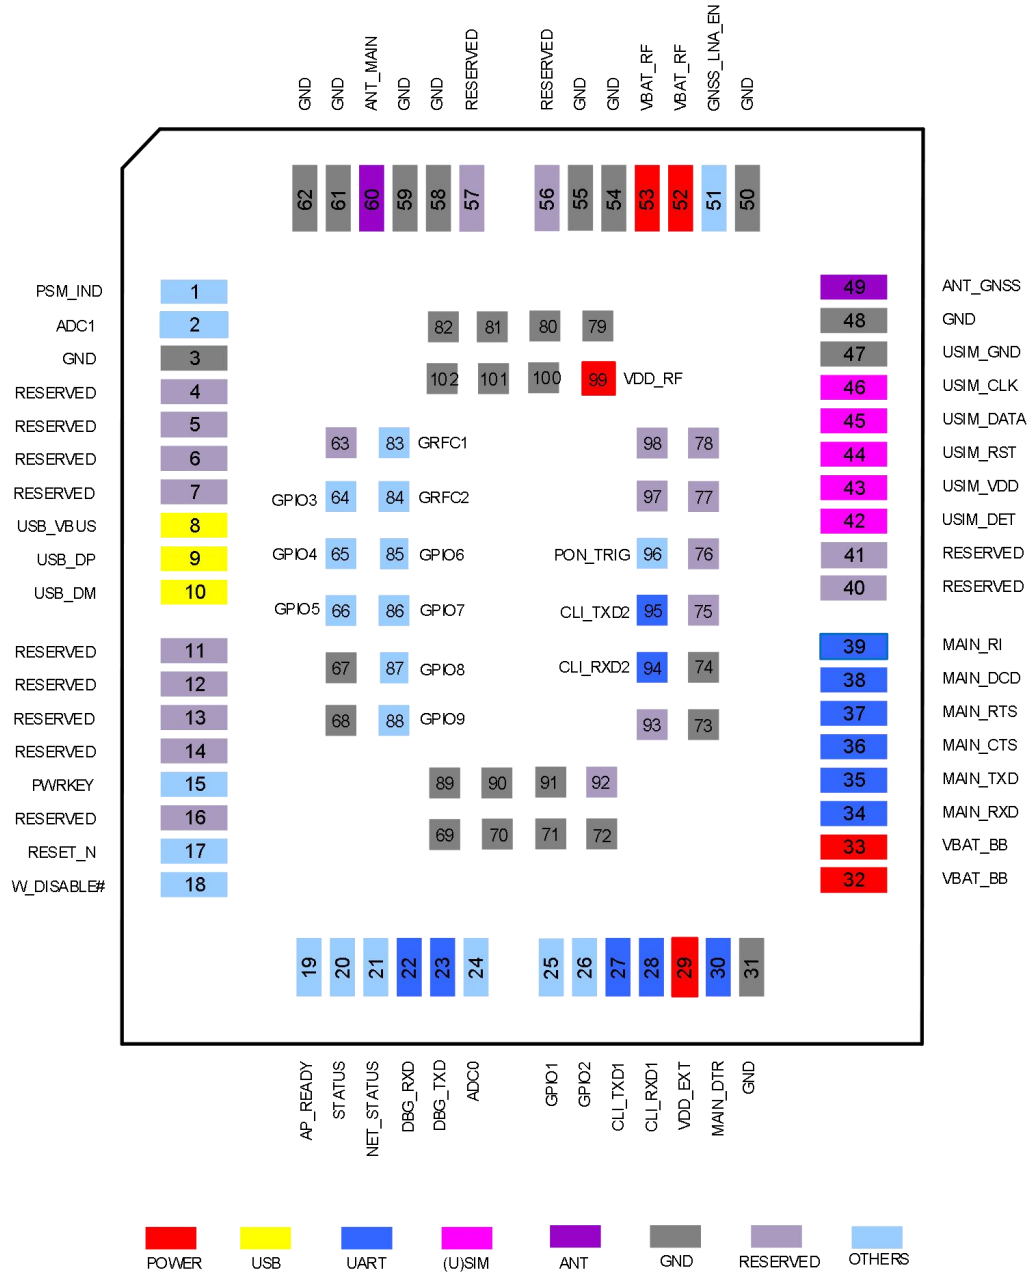 GND
GND
ANT_MAIN
GND
GND
RESERVED
RESERVED
GND
GND
VBAT_RF
VBAT_RF
GNSS_LNA_EN
GND
62
61
60
59
58
57
56
55
54
53
52
51
50
PSM_IND 1
ADC1 2
GND 3
RESERVED 4
RESERVED 5
RESERVED 6
RESERVED 7
USB_VBUS 8
USB_DP 9
USB_DM 10
RESERVED 11
RESERVED 12
RESERVED 13
RESERVED 14
PWRKEY 15
RESERVED 16
RESET_N 17
W_DISABLE# 18
82 81 80 79
102 101 100 99 VDD_RF
63 83 GRFC1
GPIO3 64 84 GRFC2
GPIO4 65 85 GPIO6
GPIO5 66 86 GPIO7
67 87 GPIO8
68 88 GPIO9
98 78
97 77
PON_TRIG 96 76
CLI_TXD2 95 75
CLI_RXD2 94 74
93 73
89 90 91 92
69 70 71 72
49 ANT_GNSS
48 GND
47 USIM_GND
46 USIM_CLK
45 USIM_DATA
44 USIM_RST
43 USIM_VDD
42 USIM_DET
41 RESERVED
40 RESERVED
39 MAIN_RI
38 MAIN_DCD
37 MAIN_RTS
36 MAIN_CTS
35 MAIN_TXD
34 MAIN_RXD
33 VBAT_BB
32 VBAT_BB
19
20
21
22
23
24
25
26
27
28
29
30
31
AP_READY
STATUS
NET_STATUS
DBG_RXD
DBG_TXD
ADC0
GPIO1
GPIO2
CLI_TXD1
CLI_RXD1
VDD_EXT
MAIN_DTR
GND
POWER USB UART (U)SIM ANT GND RESERVED OTHERS